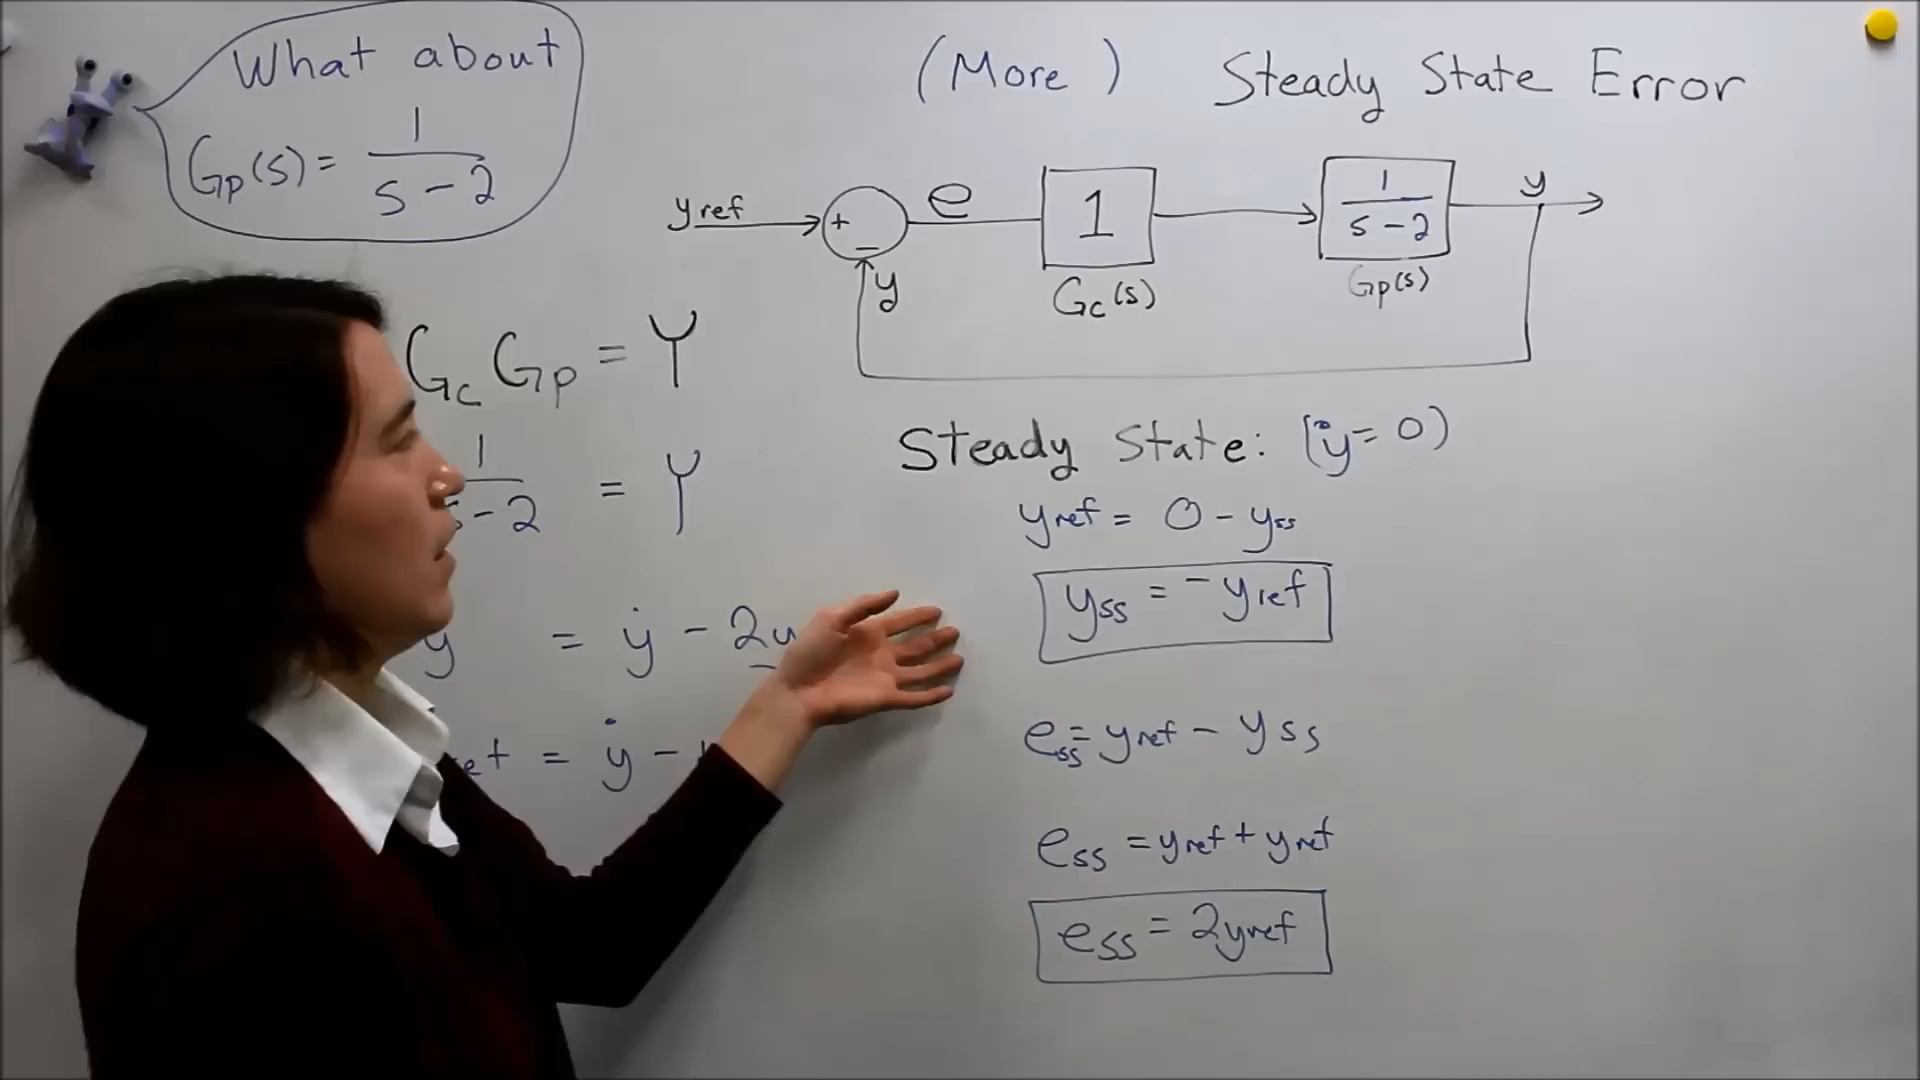 What about
Gp(s) = 1/(s-2)
(More) Steady State Error
yref + e 1 1/(s-2) y
− y Gc(s) Gp(s)
Gc Gp = Y
1/(s-2) = Y
y = ẏ - 2y
= ẏ -
Steady State: (ẏ = 0)
yref = 0 - yss
yss = -yref
ess = yref - yss
ess = yref + yref
ess = 2yref